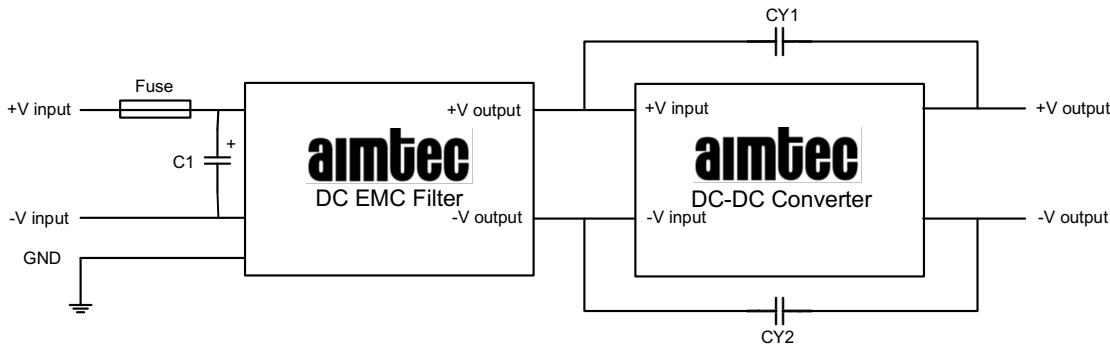 CY1
Fuse
+V input
+V output
+V input
+V output
+
C1
aimtec
DC EMC Filter
aimtec
DC-DC Converter
-V input
-V output
-V input
-V output
GND
CY2